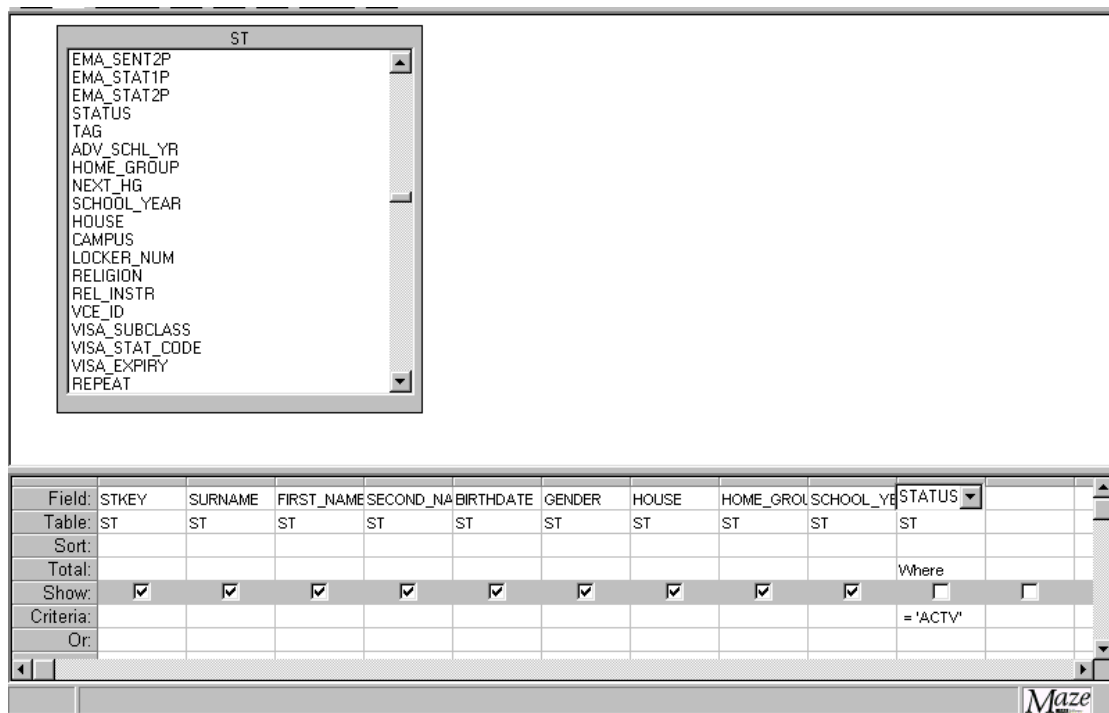 ST
EMA_SENT2P
EMA_STAT1P
EMA_STAT2P
STATUS
TAG
ADV_SCHL_YR
HOME_GROUP
NEXT_HG
SCHOOL_YEAR
HOUSE
CAMPUS
LOCKER_NUM
RELIGION
REL_INSTR
VCE_ID
VISA_SUBCLASS
VISA_STAT_CODE
VISA_EXPIRY
REPEAT
Field: STKEY SURNAME FIRST_NAME SECOND_NA BIRTHDATE GENDER HOUSE HOME_GROU SCHOOL_YE STATUS
Table: ST ST ST ST ST ST ST ST ST ST
Sort:
Total: Where
Show:
Criteria: = 'ACTV'
Or:
Maze